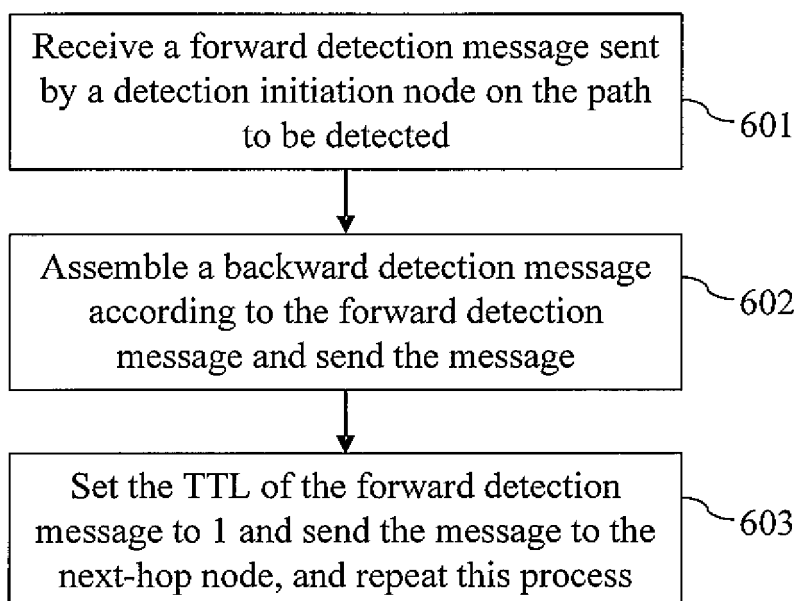 Receive a forward detection message sent
by a detection initiation node on the path
to be detected
601
Assemble a backward detection message
according to the forward detection
message and send the message
602
Set the TTL of the forward detection
message to 1 and send the message to the
next-hop node, and repeat this process
603